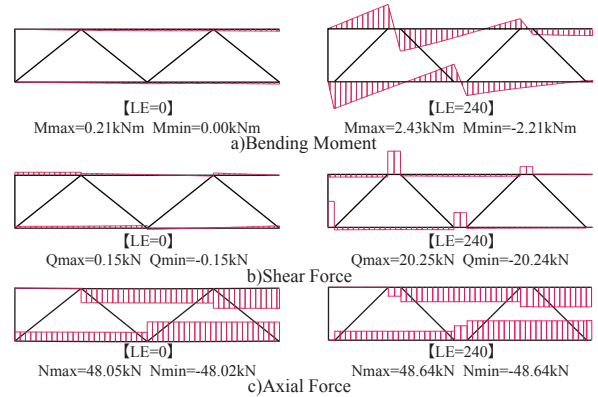 【LE=0】
Mmax=0.21kNm Mmin=0.00kNm
【LE=240】
Mmax=2.43kNm Mmin=-2.21kNm
a)Bending Moment
【LE=0】
Qmax=0.15kN Qmin=-0.15kN
【LE=240】
Qmax=20.25kN Qmin=-20.24kN
b)Shear Force
【LE=0】
Nmax=48.05kN Nmin=-48.02kN
【LE=240】
Nmax=48.64kN Nmin=-48.64kN
c)Axial Force